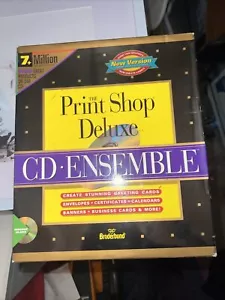 7. Million
New Version
THE
Print Shop
Deluxe
CD·ENSEMBLE
CREATE STUNNING GREETING CARDS
ENVELOPES · CERTIFICATES · CALENDARS
BANNERS · BUSINESS CARDS & MORE!
Brøderbund